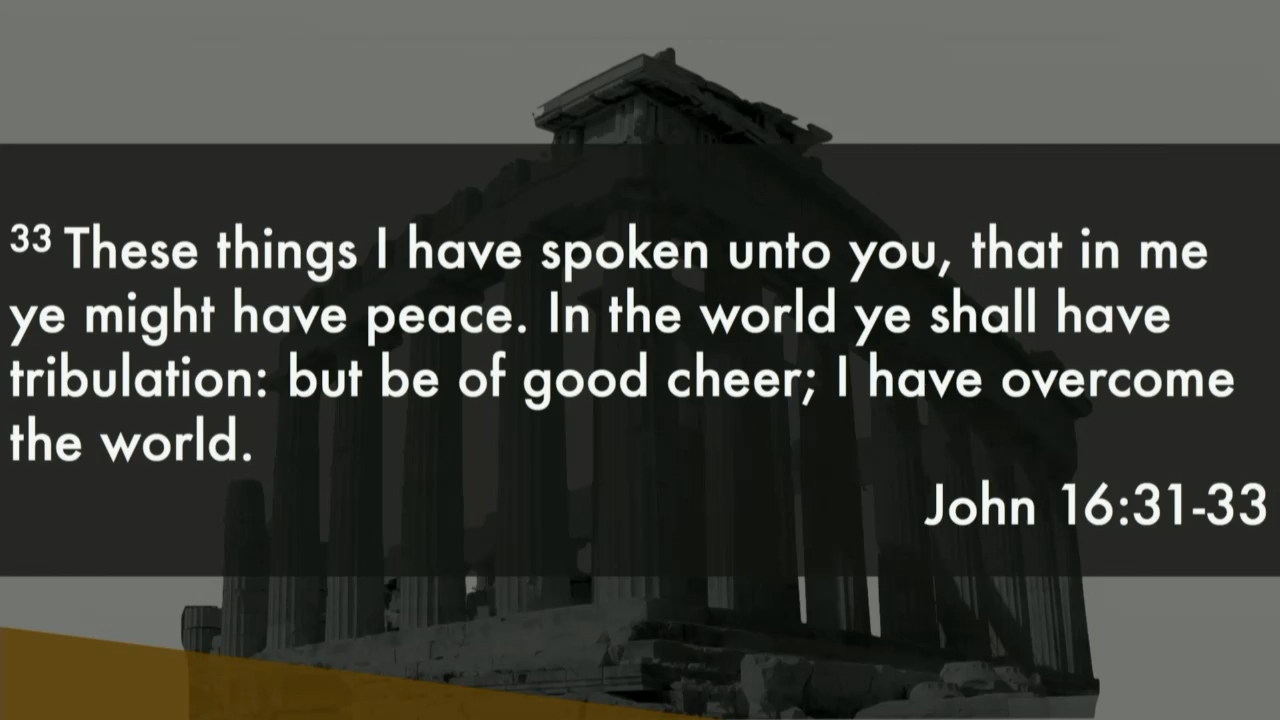 33 These things I have spoken unto you, that in me
ye might have peace. In the world ye shall have
tribulation: but be of good cheer; I have overcome
the world.
John 16:31-33